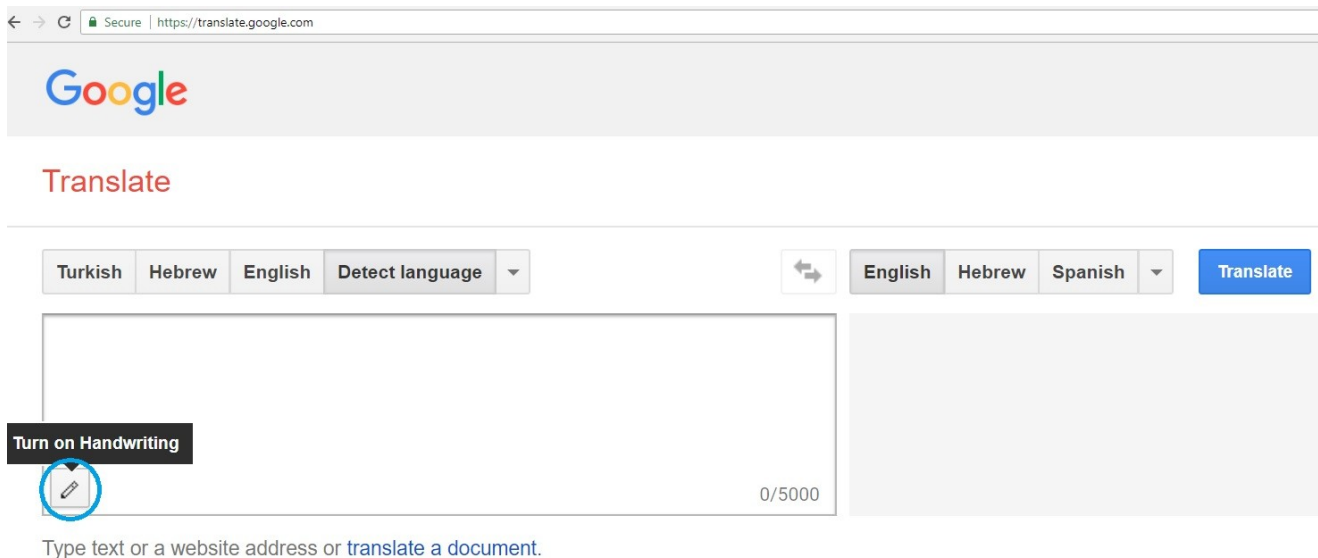 Secure | https://translate.google.com
Google
Translate
Turkish Hebrew English Detect language English Hebrew Spanish Translate
Turn on Handwriting
0/5000
Type text or a website address or translate a document.